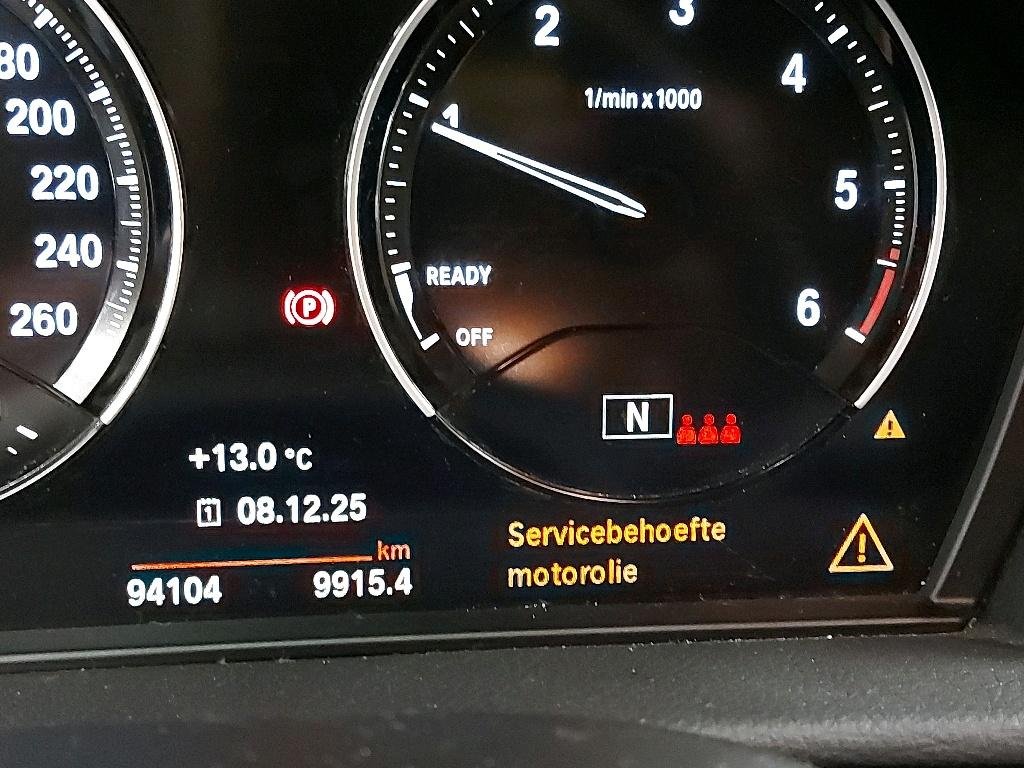 80
200
220
240
260
1
2
3
4
5
6
1/min x 1000
READY
OFF
P
N
+13.0 °C
1 08.12.25
km
94104 9915.4
Servicebehoefte
motorolie